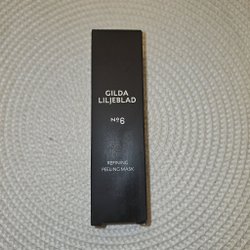 GILDA
LILJEBLAD
Nº6
REFINING
PEELING MASK